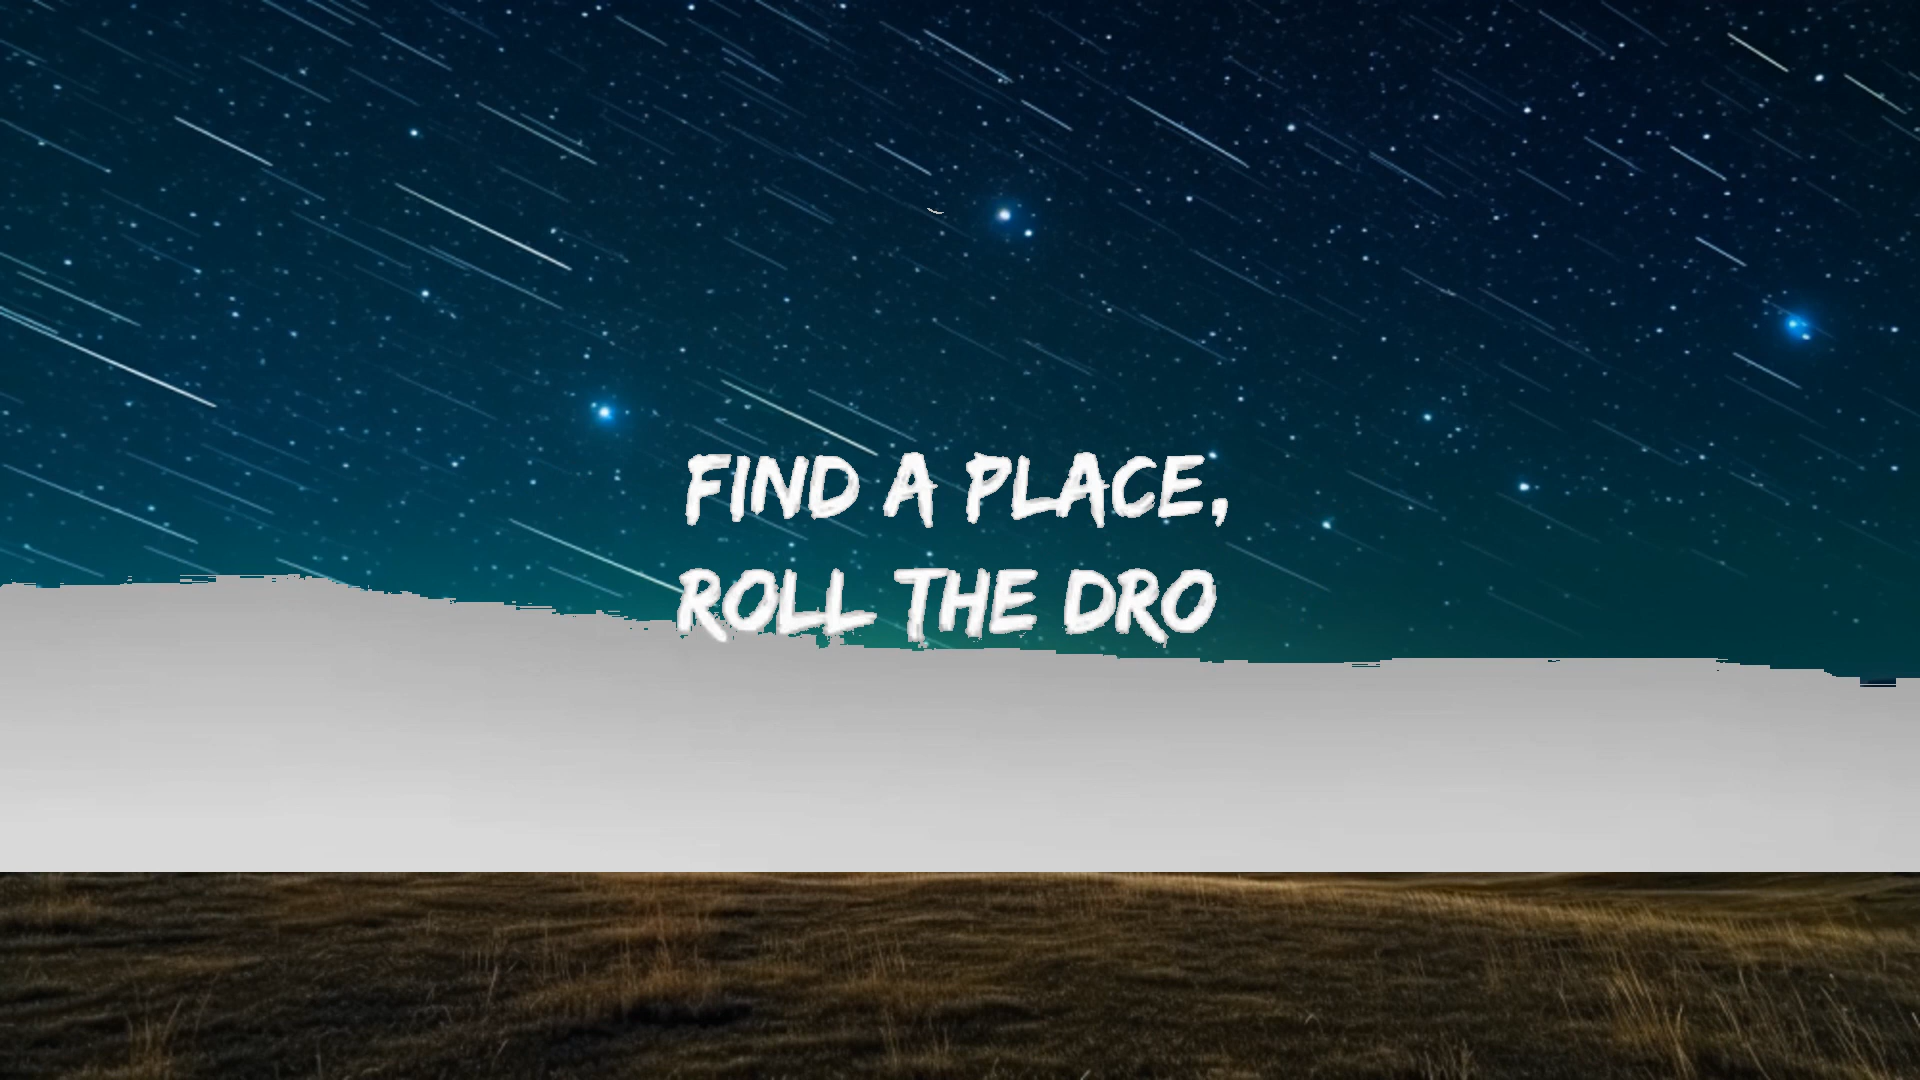 FIND A PLACE,
ROLL THE DRO